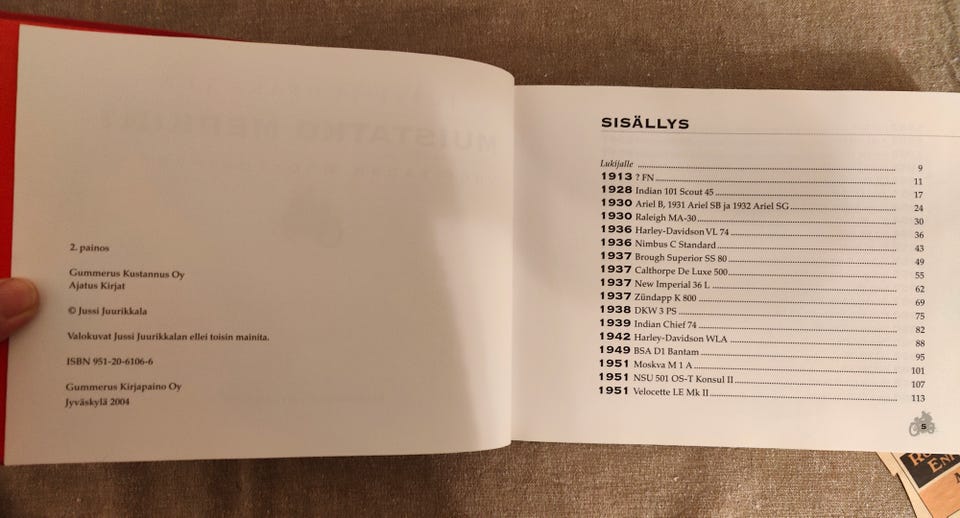 2. painos
Gummerus Kustannus Oy
Ajatus Kirjat
© Jussi Juurikkala
Valokuvat Jussi Juurikkalan ellei toisin mainita.
ISBN 951-20-6106-6
Gummerus Kirjapaino Oy
Jyväskylä 2004
SISÄLLYS
Lukijalle 9
1913 ? FN 11
1928 Indian 101 Scout 45 17
1930 Ariel B, 1931 Ariel SB ja 1932 Ariel SG 24
1930 Raleigh MA-30 30
1936 Harley-Davidson VL 74 36
1936 Nimbus C Standard 43
1937 Brough Superior SS 80 49
1937 Calthorpe De Luxe 500 55
1937 New Imperial 36 L 62
1937 Zündapp K 800 69
1938 DKW 3 PS 75
1939 Indian Chief 74 82
1942 Harley-Davidson WLA 88
1949 BSA D1 Bantam 95
1951 Moskva M 1 A 101
1951 NSU 501 OS-T Konsul II 107
1951 Velocette LE Mk II 113
5